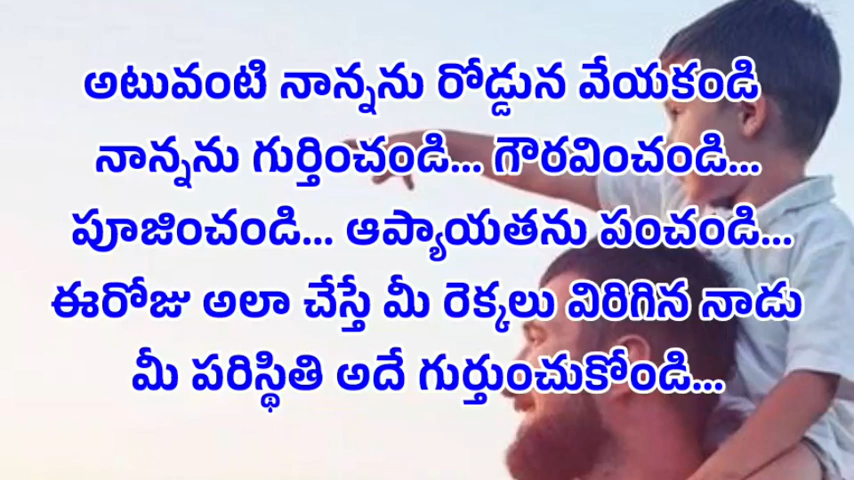 అటువంటి నాన్నను రోడ్డున వేయకండి
నాన్నను గుర్తించండి... గౌరవించండి...
పూజించండి... ఆప్యాయతను పంచండి...
ఈరోజు అలా చేస్తే మీ రెక్కలు విరిగిన నాడు
మీ పరిస్థితి అదే గుర్తుంచుకోండి...